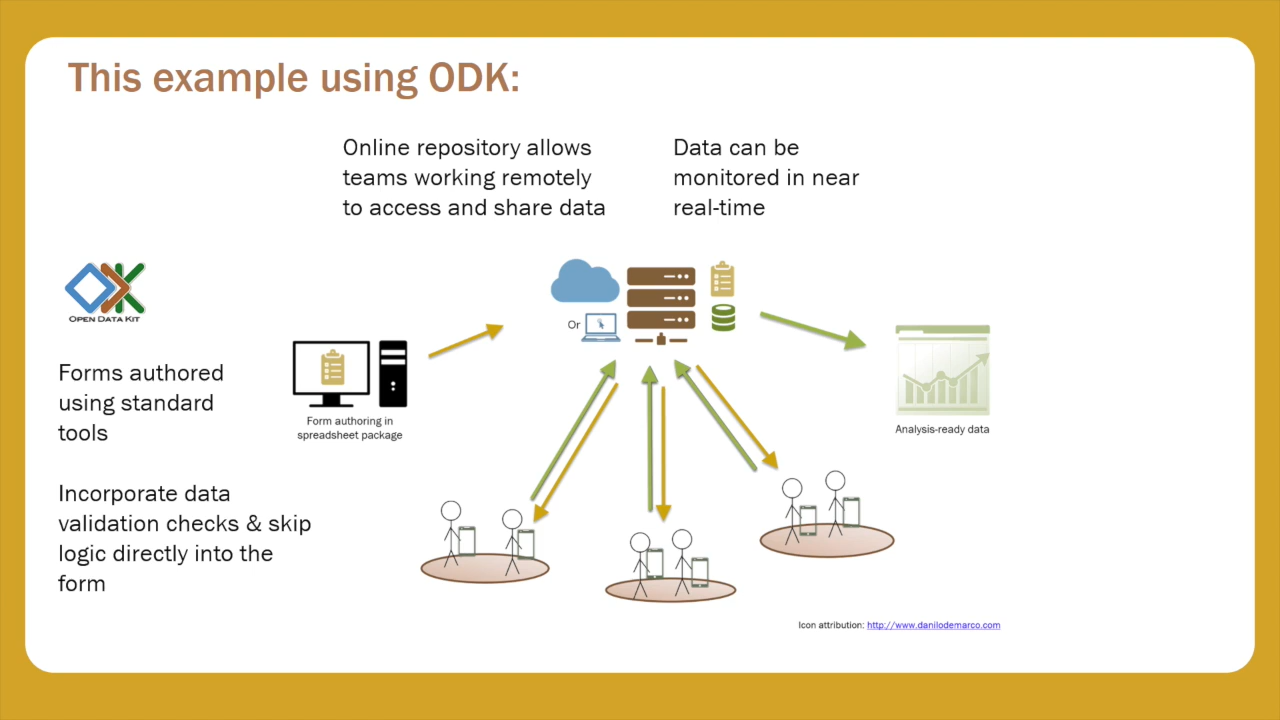 This example using ODK:
Online repository allows
teams working remotely
to access and share data
Data can be
monitored in near
real-time
OPEN DATA KIT
Or
Forms authored
using standard
tools
Form authoring in
spreadsheet package
Analysis-ready data
Incorporate data
validation checks & skip
logic directly into the
form
Icon attribution: http://www.danilodemarco.com